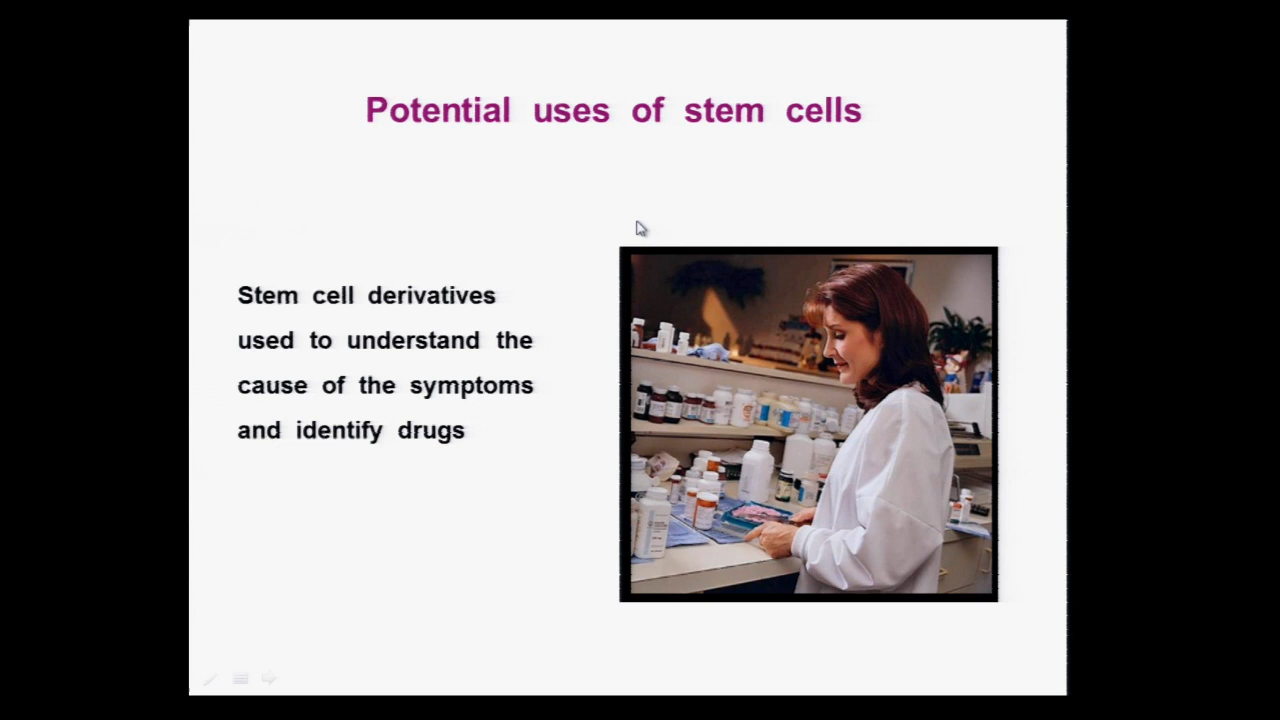 Potential uses of stem cells
Stem cell derivatives
used to understand the
cause of the symptoms
and identify drugs